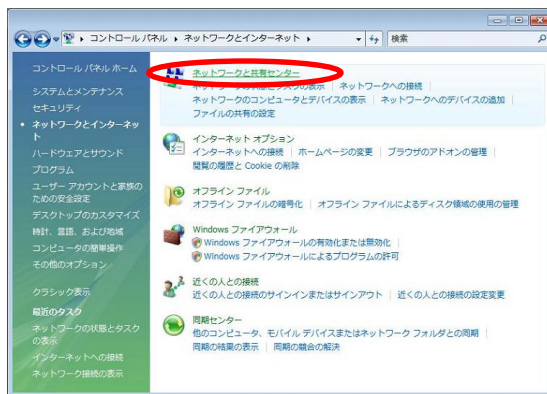 コントロール パネル ▸ ネットワークとインターネット ▸
検索
コントロール パネル ホーム
システムとメンテナンス
セキュリティ
• ネットワークとインターネッ
ト
ハードウェアとサウンド
プログラム
ユーザー アカウントと家族の
ための安全設定
デスクトップのカスタマイズ
時計、言語、および地域
コンピュータの簡単操作
その他のオプション
クラシック表示
最近のタスク
ネットワークの状態とタスク
の表示
インターネットへの接続
ネットワーク接続の表示
ネットワークと共有センター
ネットワークの状態とタスクの表示 | ネットワークへの接続 |
ネットワークのコンピュータとデバイスの表示 | ネットワークへのデバイスの追加 |
ファイルの共有の設定
インターネット オプション
インターネットへの接続 | ホームページの変更 | ブラウザのアドオンの管理 |
閲覧の履歴と Cookie の削除
オフライン ファイル
オフライン ファイルの暗号化 | オフライン ファイルによるディスク領域の使用の管理
Windows ファイアウォール
Windows ファイアウォールの有効化または無効化 |
Windows ファイアウォールによるプログラムの許可
近くの人との接続
近くの人との接続のサインインまたはサインアウト | 近くの人との接続の設定変更
同期センター
他のコンピュータ、モバイル デバイスまたはネットワーク フォルダとの同期 |
同期の結果の表示 | 同期の競合の解決